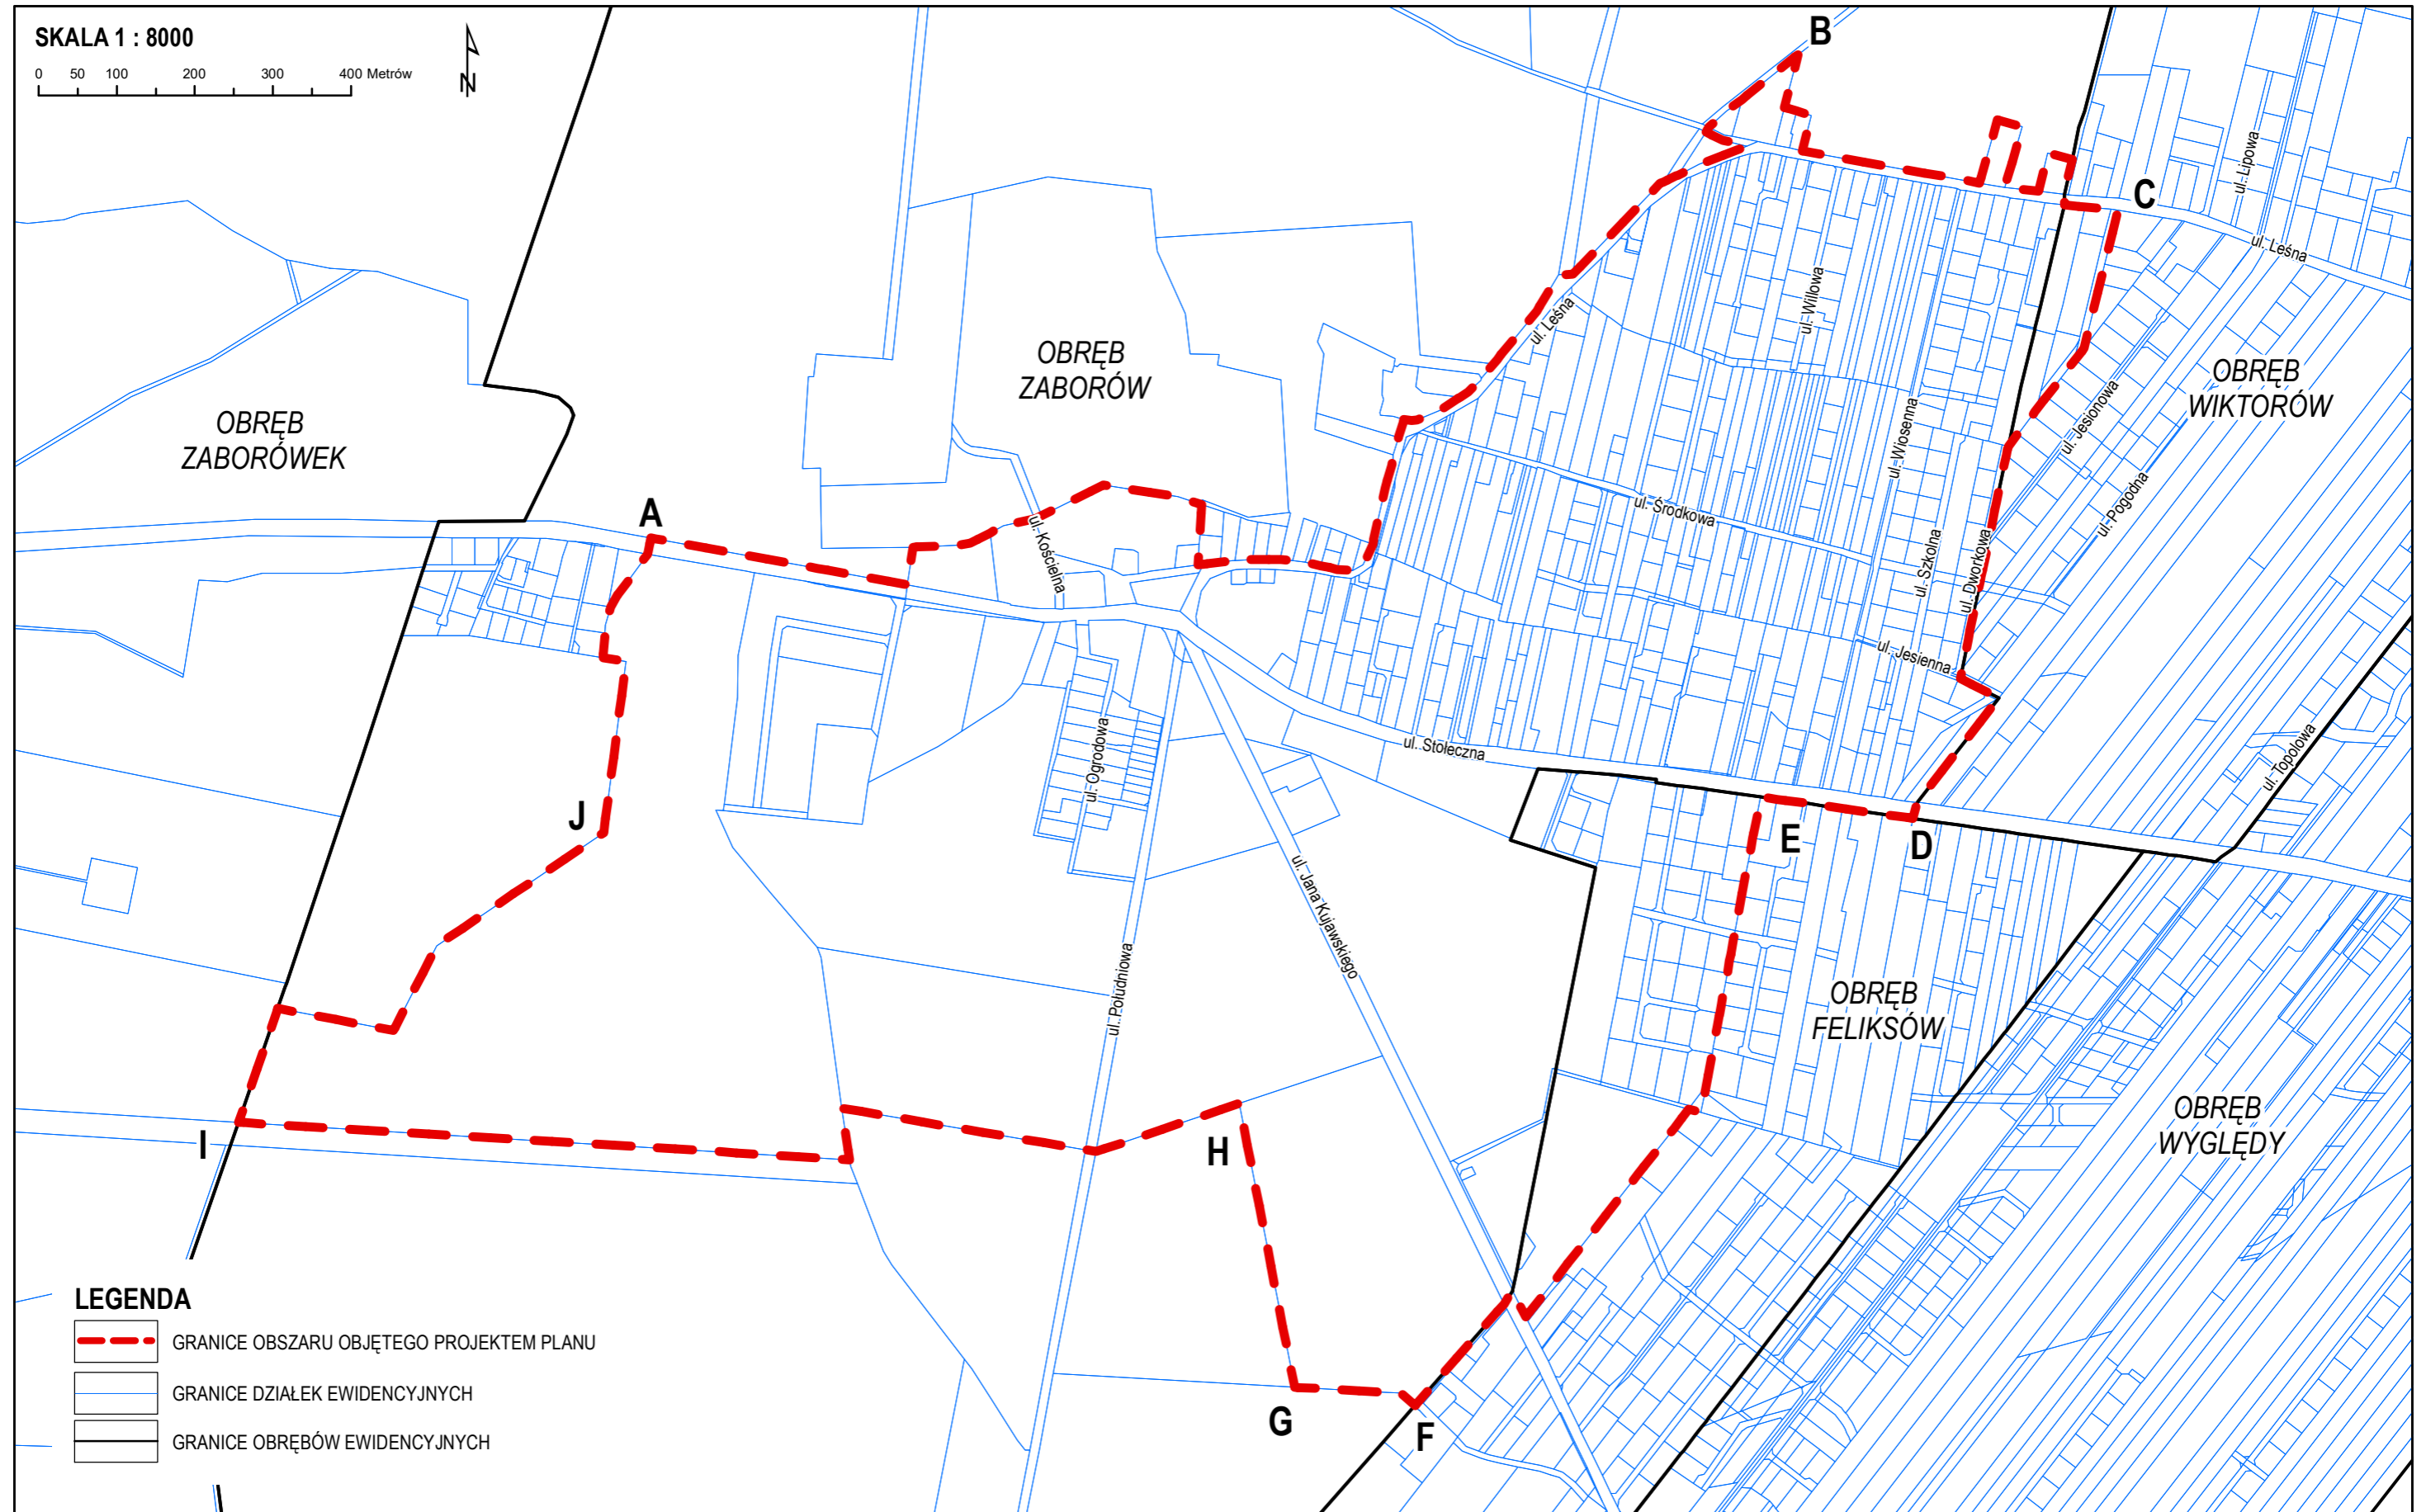 SKALA 1 : 8000
0 50 100 200 300 400 Metrów
N
B
C
ul. Lipowa
ul. Leśna
ul. Willowa
ul. Leśna
OBRĘB
ZABORÓW
OBRĘB
WIKTORÓW
OBRĘB
ZABORÓWEK
ul. Jesionowa
ul. Wiosenna
ul. Pogodna
ul. Środkowa
A
ul. Kościelna
ul. Szkolna
ul. Dworkowa
ul. Jesienna
ul. Ogrodowa
ul. Stołeczna
ul. Topolowa
J
E
D
ul. Jana Kujawskiego
ul. Południowa
OBRĘB
FELIKSÓW
OBRĘB
WYGLĘDY
I
H
G
F
LEGENDA
GRANICE OBSZARU OBJĘTEGO PROJEKTEM PLANU
GRANICE DZIAŁEK EWIDENCYJNYCH
GRANICE OBRĘBÓW EWIDENCYJNYCH